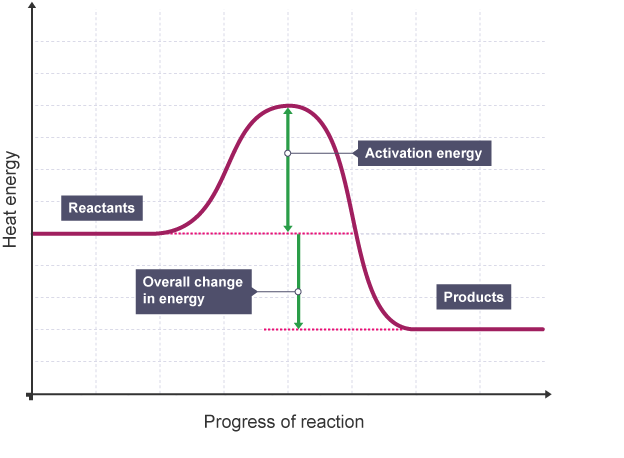 Heat energy
Activation energy
Reactants
Overall change
in energy
Products
Progress of reaction